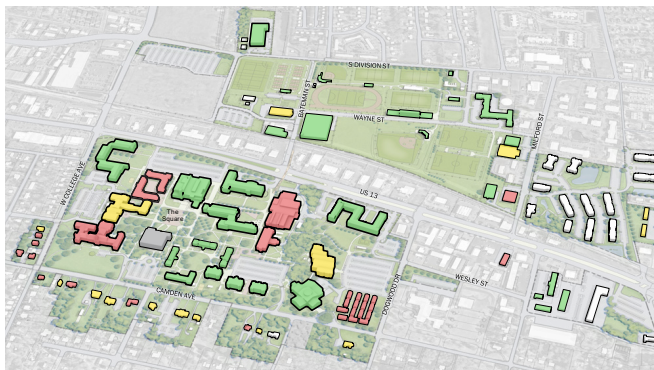 S DIVISION ST
BATEMAN ST
WAYNE ST
MILFORD ST
W COLLEGE AVE
US 13
The
Square
CAMDEN AVE
DOGWOOD DR
WESLEY ST